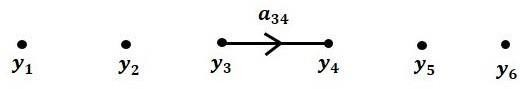 a₃₄
y₁ y₂ y₃ y₄ y₅ y₆